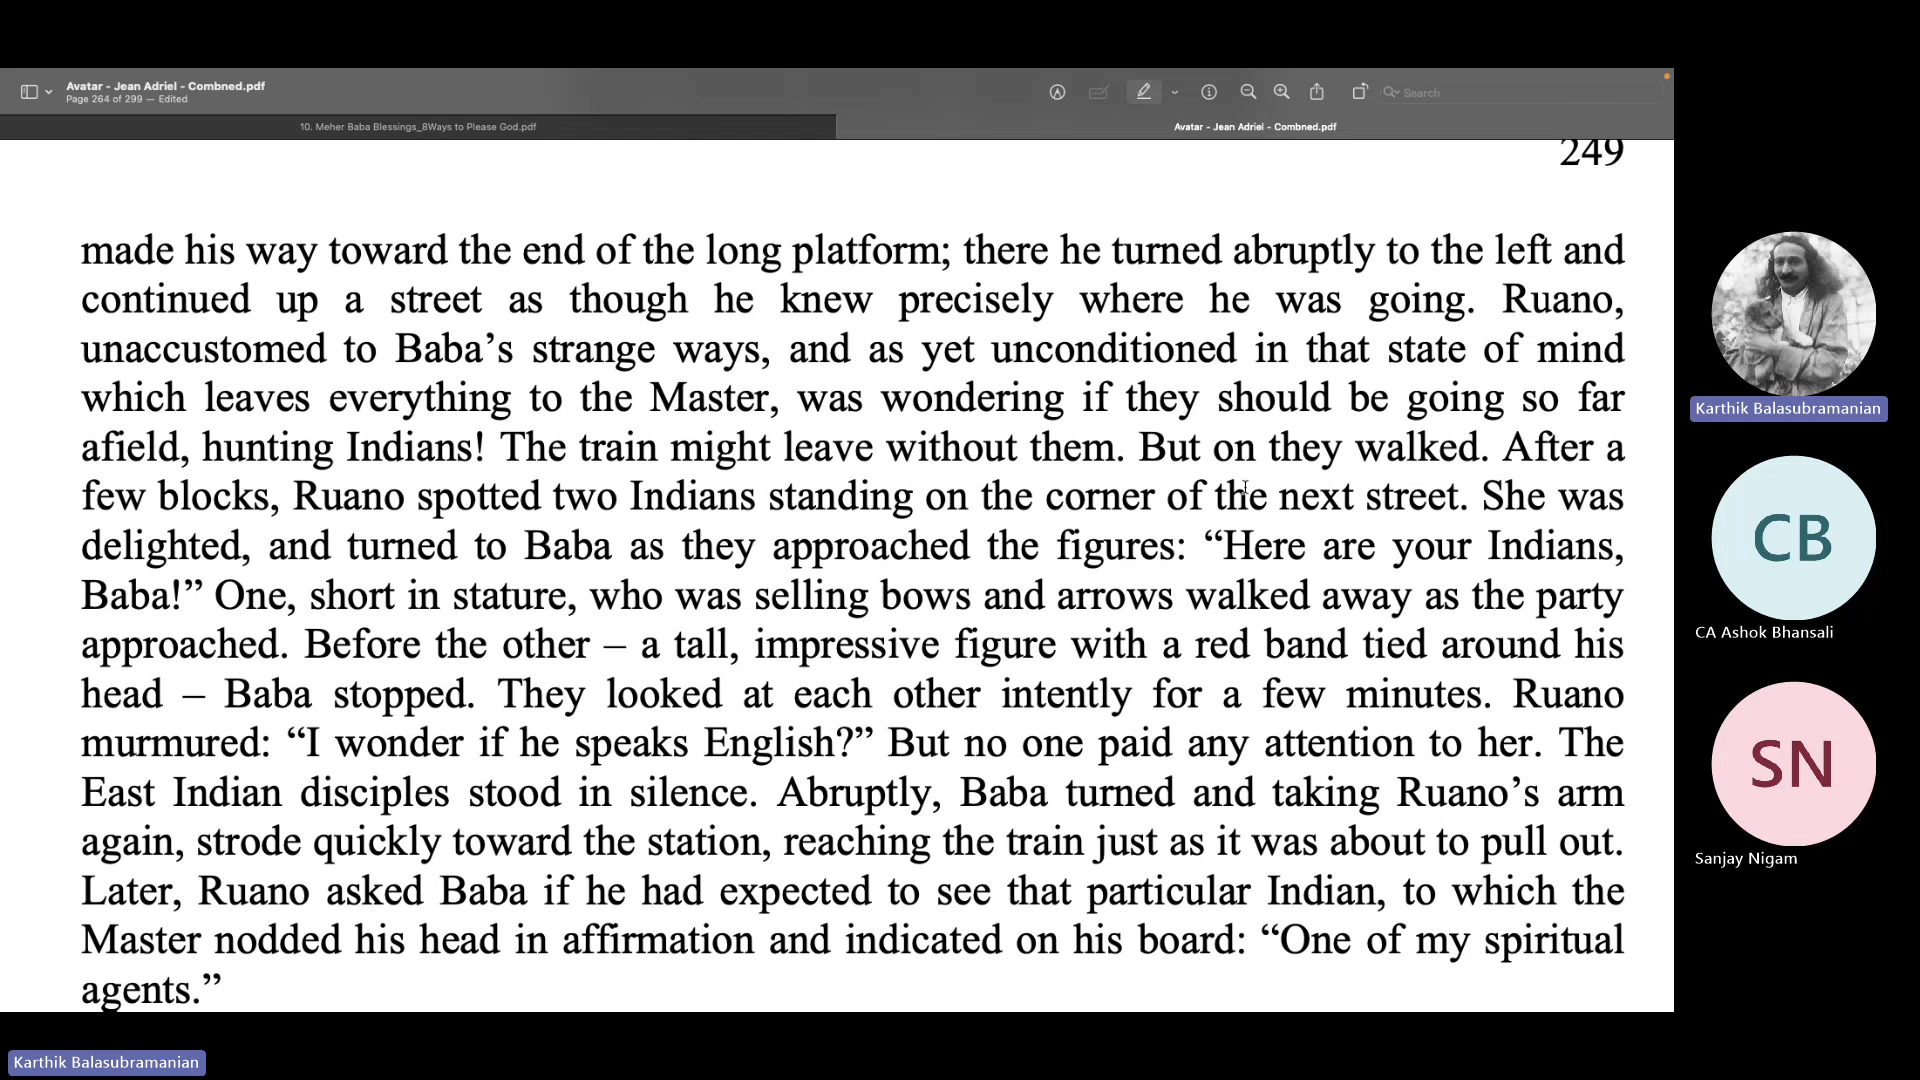 Avatar - Jean Adriel - Combned.pdf
Page 264 of 299 — Edited
Search
10. Meher Baba Blessings_8Ways to Please God.pdf
Avatar - Jean Adriel - Combned.pdf
249
made his way toward the end of the long platform; there he turned abruptly to the left and
continued up a street as though he knew precisely where he was going. Ruano,
unaccustomed to Baba’s strange ways, and as yet unconditioned in that state of mind
which leaves everything to the Master, was wondering if they should be going so far
afield, hunting Indians! The train might leave without them. But on they walked. After a
few blocks, Ruano spotted two Indians standing on the corner of the next street. She was
delighted, and turned to Baba as they approached the figures: “Here are your Indians,
Baba!” One, short in stature, who was selling bows and arrows walked away as the party
approached. Before the other – a tall, impressive figure with a red band tied around his
head – Baba stopped. They looked at each other intently for a few minutes. Ruano
murmured: “I wonder if he speaks English?” But no one paid any attention to her. The
East Indian disciples stood in silence. Abruptly, Baba turned and taking Ruano’s arm
again, strode quickly toward the station, reaching the train just as it was about to pull out.
Later, Ruano asked Baba if he had expected to see that particular Indian, to which the
Master nodded his head in affirmation and indicated on his board: “One of my spiritual
agents.”
Karthik Balasubramanian
CB
CA Ashok Bhansali
SN
Sanjay Nigam
Karthik Balasubramanian